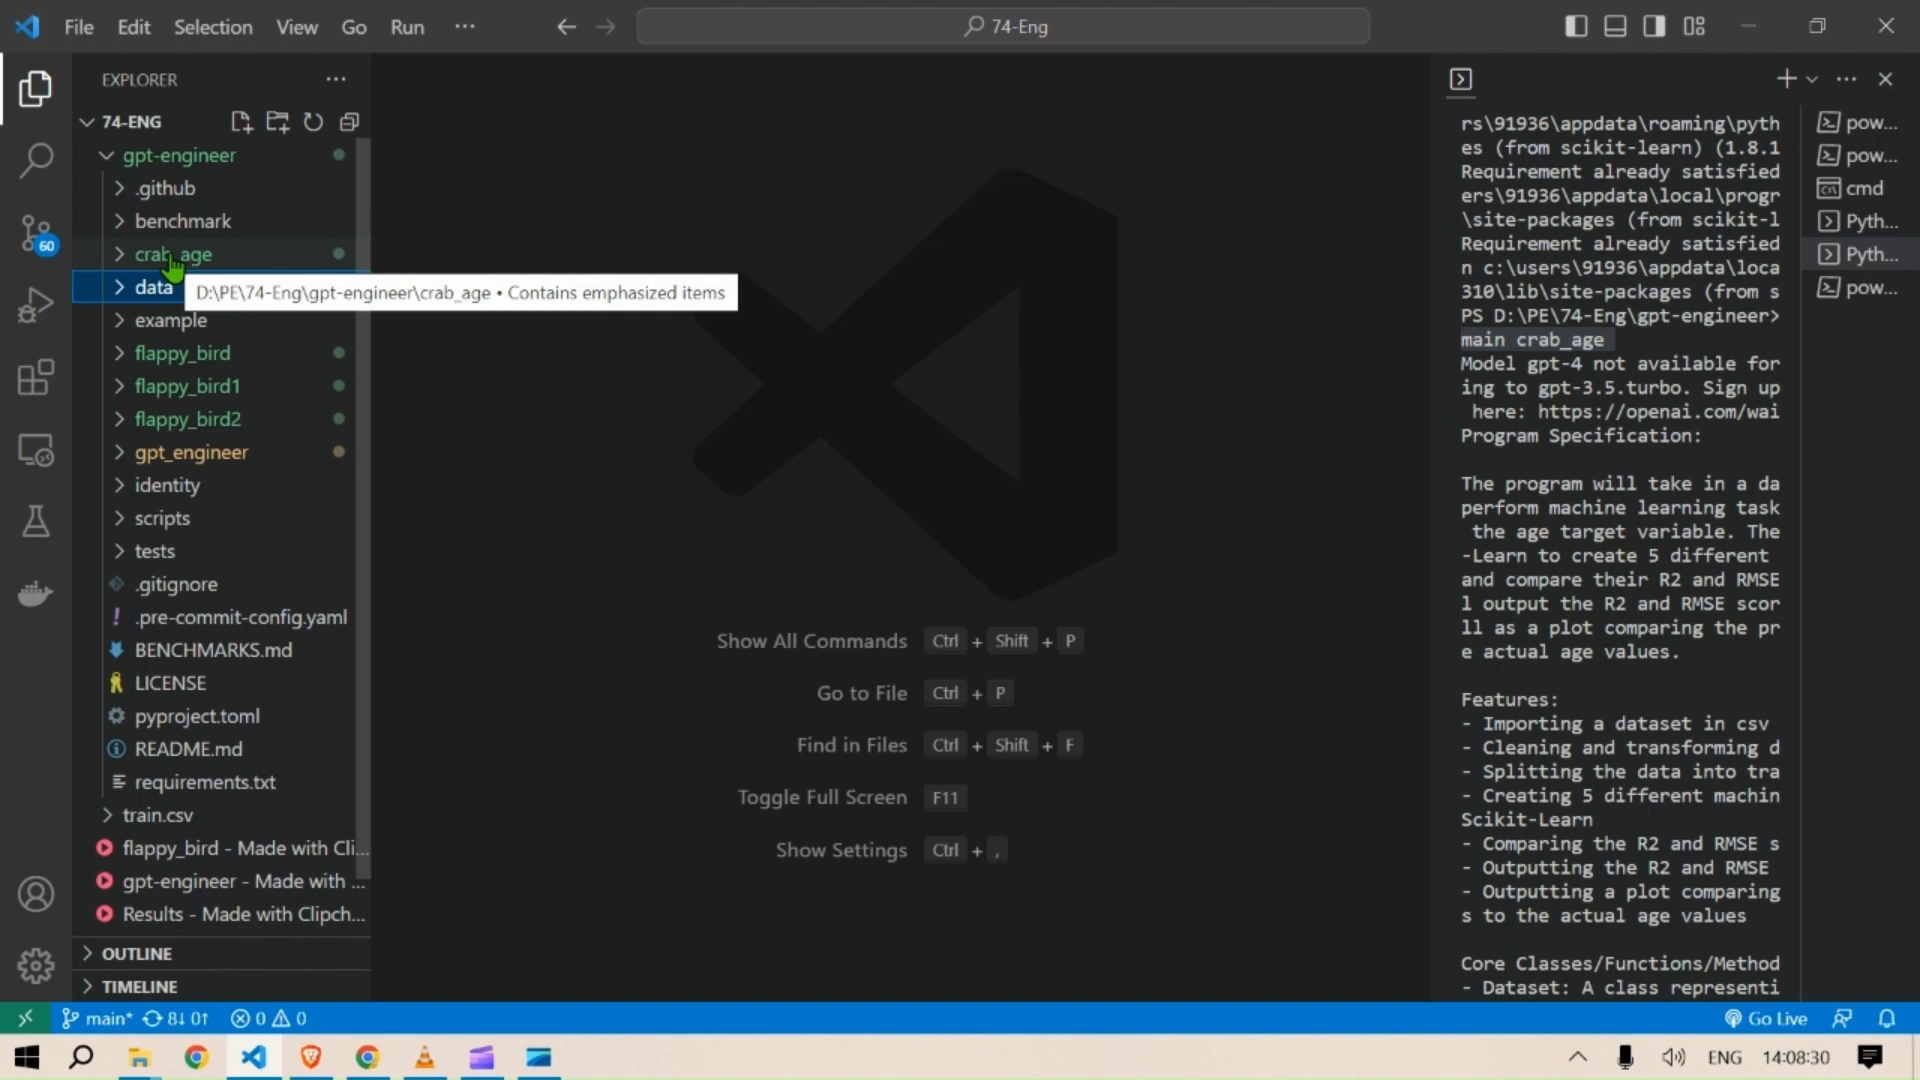 File Edit Selection View Go Run ···
74-Eng
EXPLORER
74-ENG
gpt-engineer
.github
benchmark
crab_age
data
D:\PE\74-Eng\gpt-engineer\crab_age • Contains emphasized items
example
flappy_bird
flappy_bird1
flappy_bird2
gpt_engineer
identity
scripts
tests
.gitignore
.pre-commit-config.yaml
BENCHMARKS.md
LICENSE
pyproject.toml
README.md
requirements.txt
train.csv
flappy_bird - Made with Cli...
gpt-engineer - Made with ...
Results - Made with Clipch...
OUTLINE
TIMELINE
60
Show All Commands Ctrl + Shift + P
Go to File Ctrl + P
Find in Files Ctrl + Shift + F
Toggle Full Screen F11
Show Settings Ctrl + ,
rs\91936\appdata\roaming\pyth
es (from scikit-learn) (1.8.1
Requirement already satisfied
ers\91936\appdata\local\progr
\site-packages (from scikit-l
Requirement already satisfied
n c:\users\91936\appdata\loca
310\lib\site-packages (from s
PS D:\PE\74-Eng\gpt-engineer>
main crab_age
Model gpt-4 not available for
ing to gpt-3.5.turbo. Sign up
here: https://openai.com/wai
Program Specification:
The program will take in a da
perform machine learning task
the age target variable. The
-Learn to create 5 different
and compare their R2 and RMSE
l output the R2 and RMSE scor
ll as a plot comparing the pr
e actual age values.
Features:
- Importing a dataset in csv
- Cleaning and transforming d
- Splitting the data into tra
- Creating 5 different machin
Scikit-Learn
- Comparing the R2 and RMSE s
- Outputting the R2 and RMSE
- Outputting a plot comparing
s to the actual age values
Core Classes/Functions/Method
- Dataset: A class representi
pow...
pow...
cmd
Pyth...
Pyth...
pow...
main* 8↓ 0↑ 0 0
Go Live
ENG 14:08:30